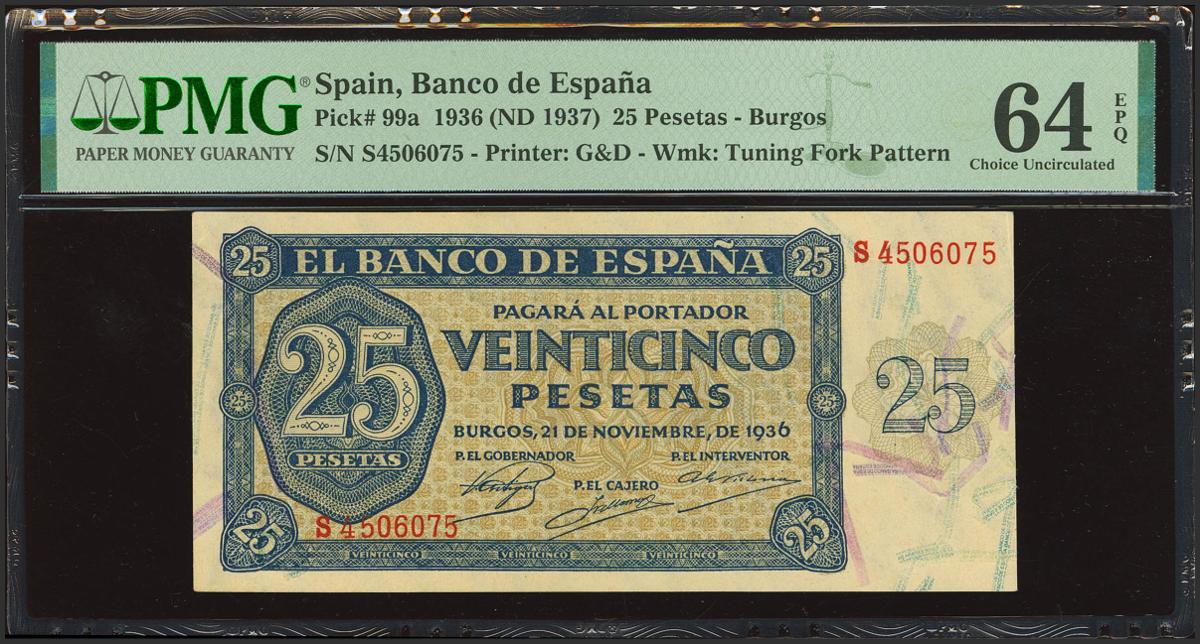 PMG®
PAPER MONEY GUARANTY
Spain, Banco de España
Pick# 99a 1936 (ND 1937) 25 Pesetas - Burgos
S/N S4506075 - Printer: G&D - Wmk: Tuning Fork Pattern
64 EPQ
Choice Uncirculated
25 EL BANCO DE ESPAÑA 25
S 4506075
PAGARÁ AL PORTADOR
VEINTICINCO
PESETAS
25
PESETAS
25
25
25
BURGOS, 21 DE NOVIEMBRE, DE 1936
P. EL GOBERNADOR
P. EL INTERVENTOR
P. EL CAJERO
S 4506075
25
25
VEINTICINCO VEINTICINCO VEINTICINCO